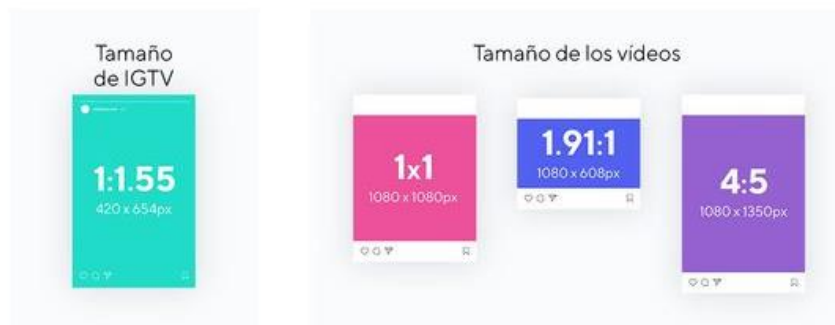 Tamaño
de IGTV
1:1.55
420 x 654px
Tamaño de los vídeos
1x1
1080 x 1080px
1.91:1
1080 x 608px
4:5
1080 x 1350px